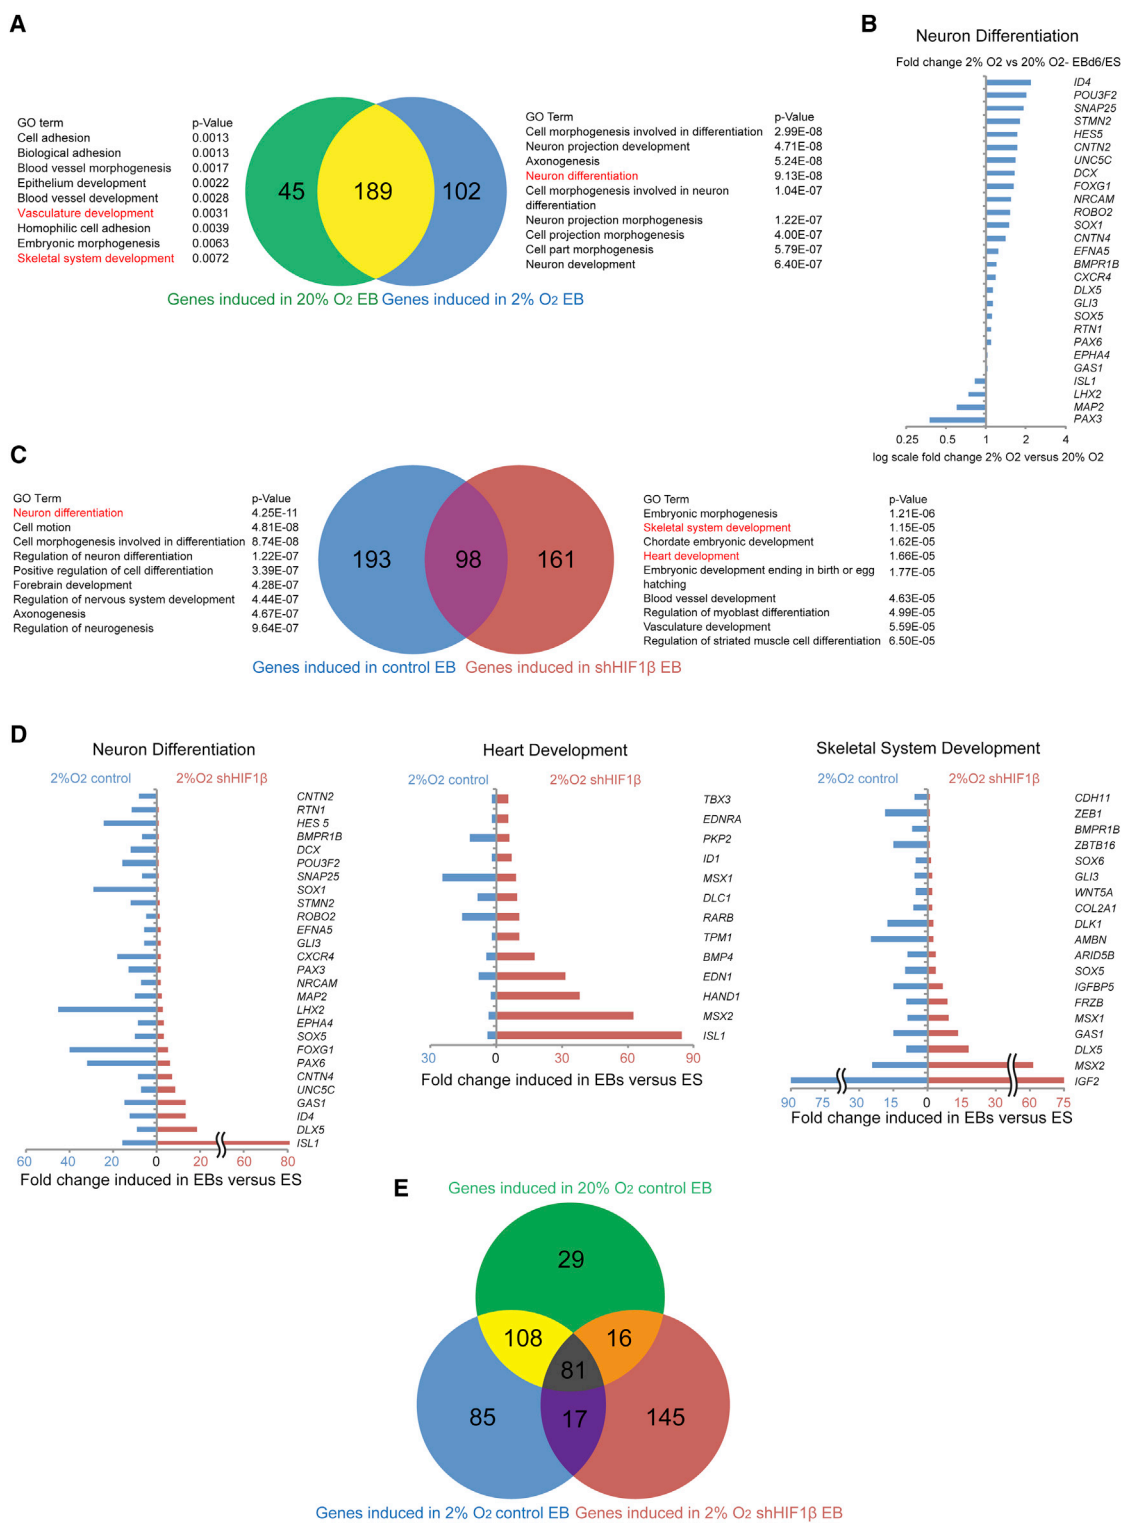 A
GO term p-Value
Cell adhesion 0.0013
Biological adhesion 0.0013
Blood vessel morphogenesis 0.0017
Epithelium development 0.0022
Blood vessel development 0.0028
Vasculature development 0.0031
Homophilic cell adhesion 0.0039
Embryonic morphogenesis 0.0063
Skeletal system development 0.0072
45
189
102
Genes induced in 20% O2 EB
Genes induced in 2% O2 EB
GO Term p-Value
Cell morphogenesis involved in differentiation 2.99E-08
Neuron projection development 4.71E-08
Axonogenesis 5.24E-08
Neuron differentiation 9.13E-08
Cell morphogenesis involved in neuron 1.04E-07
differentiation
Neuron projection morphogenesis 1.22E-07
Cell projection morphogenesis 4.00E-07
Cell part morphogenesis 5.79E-07
Neuron development 6.40E-07
B
Neuron Differentiation
Fold change 2% O2 vs 20% O2- EBd6/ES
ID4
POU3F2
SNAP25
STMN2
HES5
CNTN2
UNC5C
DCX
FOXG1
NRCAM
ROBO2
SOX1
CNTN4
EFNA5
BMPR1B
CXCR4
DLX5
GLI3
SOX5
RTN1
PAX6
EPHA4
GAS1
ISL1
LHX2
MAP2
PAX3
0.25 0.5 1 2 4
log scale fold change 2% O2 versus 20% O2
C
GO Term p-Value
Neuron differentiation 4.25E-11
Cell motion 4.81E-08
Cell morphogenesis involved in differentiation 8.74E-08
Regulation of neuron differentiation 1.22E-07
Positive regulation of cell differentiation 3.39E-07
Forebrain development 4.28E-07
Regulation of nervous system development 4.44E-07
Axonogenesis 4.67E-07
Regulation of neurogenesis 9.64E-07
193
98
161
Genes induced in control EB
Genes induced in shHIF1β EB
GO Term p-Value
Embryonic morphogenesis 1.21E-06
Skeletal system development 1.15E-05
Chordate embryonic development 1.62E-05
Heart development 1.66E-05
Embryonic development ending in birth or egg 1.77E-05
hatching
Blood vessel development 4.63E-05
Regulation of myoblast differentiation 4.99E-05
Vasculature development 5.59E-05
Regulation of striated muscle cell differentiation 6.50E-05
D
Neuron Differentiation
2%O2 control 2%O2 shHIF1β
CNTN2
RTN1
HES 5
BMPR1B
DCX
POU3F2
SNAP25
SOX1
STMN2
ROBO2
EFNA5
GLI3
CXCR4
PAX3
NRCAM
MAP2
LHX2
EPHA4
SOX5
FOXG1
PAX6
CNTN4
UNC5C
GAS1
ID4
DLX5
ISL1
60 40 20 0 20 60 80
Fold change induced in EBs versus ES
Heart Development
2%O2 control 2%O2 shHIF1β
TBX3
EDNRA
PKP2
ID1
MSX1
DLC1
RARB
TPM1
BMP4
EDN1
HAND1
MSX2
ISL1
30 0 30 60 90
Fold change induced in EBs versus ES
Skeletal System Development
2%O2 control 2%O2 shHIF1β
CDH11
ZEB1
BMPR1B
ZBTB16
SOX6
GLI3
WNT5A
COL2A1
DLK1
AMBN
ARID5B
SOX5
IGFBP5
FRZB
MSX1
GAS1
DLX5
MSX2
IGF2
90 75 30 15 0 15 30 60 75
Fold change induced in EBs versus ES
E
Genes induced in 20% O2 control EB
29
108
16
81
85
17
145
Genes induced in 2% O2 control EB
Genes induced in 2% O2 shHIF1β EB